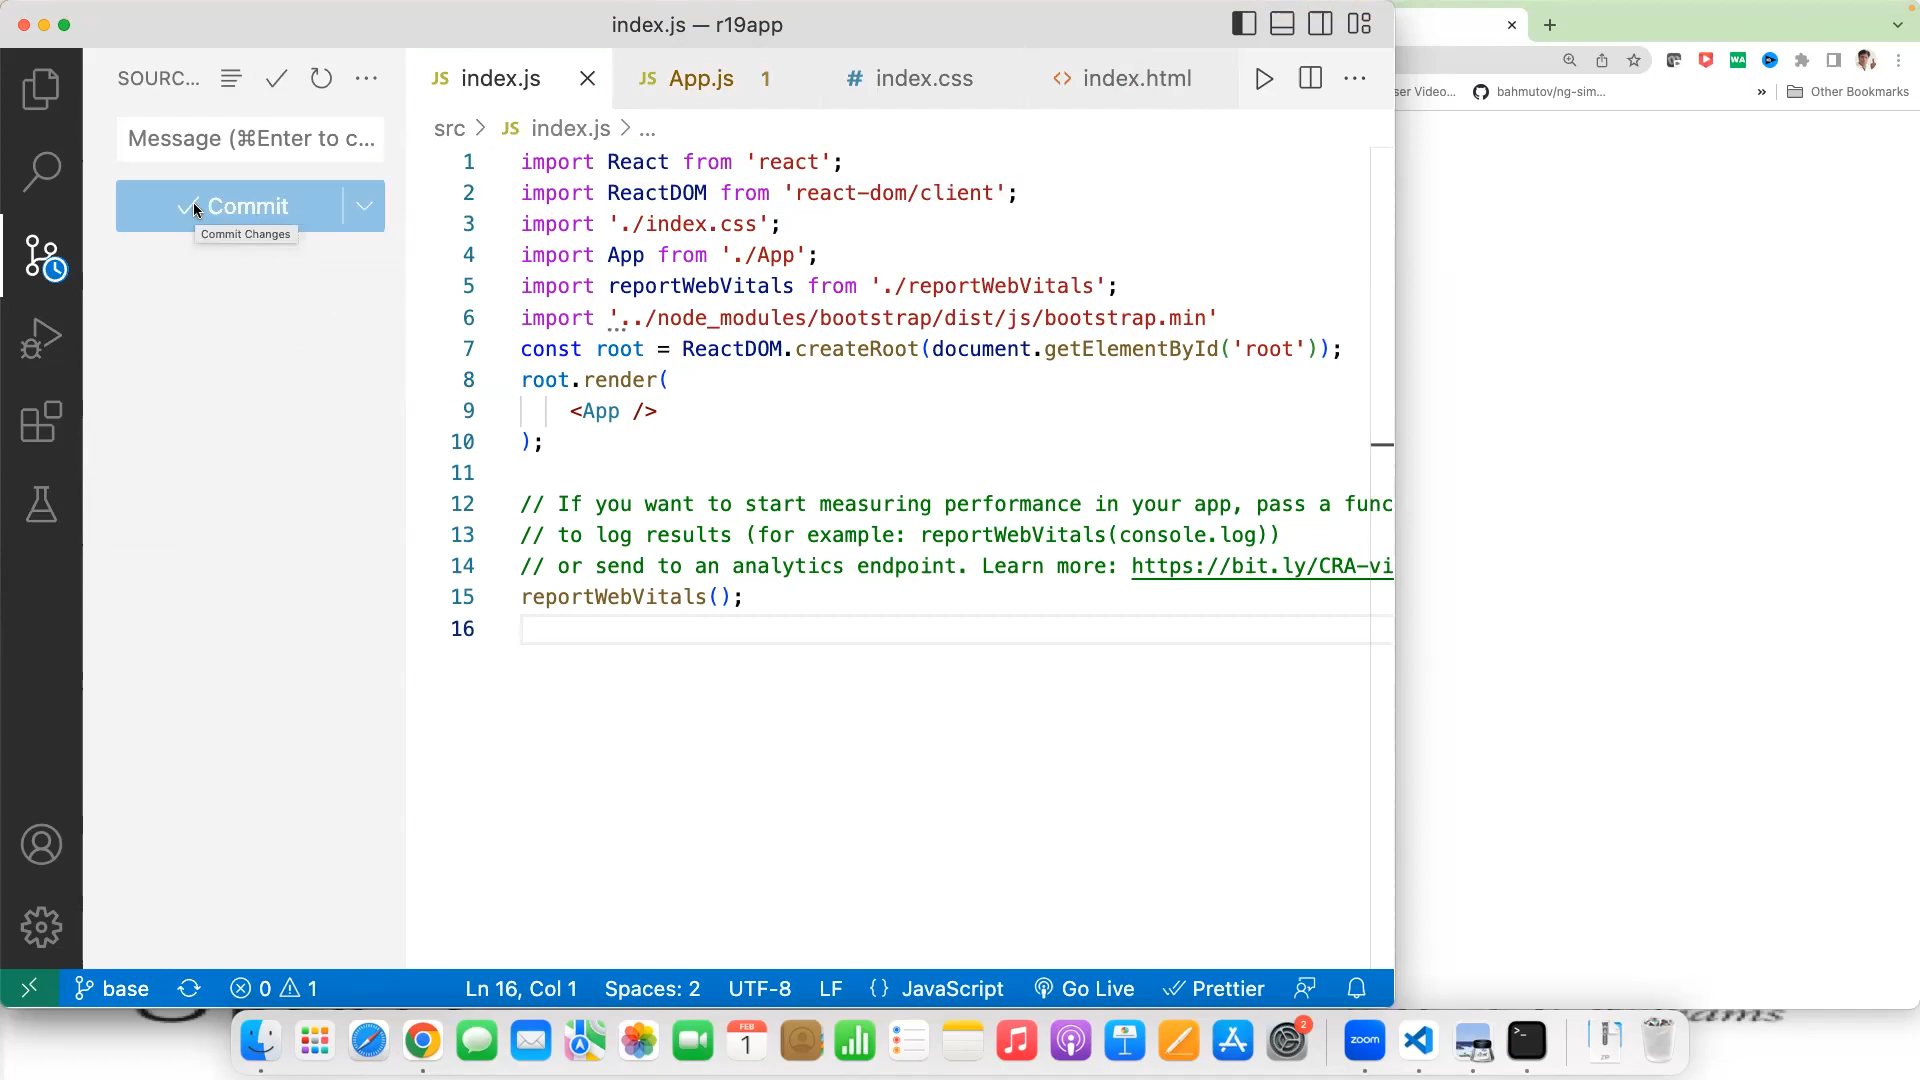 index.js — r19app
SOURC...
Message (⌘Enter to c...
Commit
Commit Changes
JS index.js
JS App.js 1
# index.css
<> index.html
src > JS index.js > ...
1 import React from 'react';
2 import ReactDOM from 'react-dom/client';
3 import './index.css';
4 import App from './App';
5 import reportWebVitals from './reportWebVitals';
6 import '../node_modules/bootstrap/dist/js/bootstrap.min'
7 const root = ReactDOM.createRoot(document.getElementById('root'));
8 root.render(
9 <App />
10 );
11
12 // If you want to start measuring performance in your app, pass a func
13 // to log results (for example: reportWebVitals(console.log))
14 // or send to an analytics endpoint. Learn more: https://bit.ly/CRA-vi
15 reportWebVitals();
16
base 0 1 Ln 16, Col 1 Spaces: 2 UTF-8 LF {} JavaScript Go Live Prettier
WA
ser Video... bahmutov/ng-sim... » Other Bookmarks
FEB
1
2
zoom
>_
ZIP